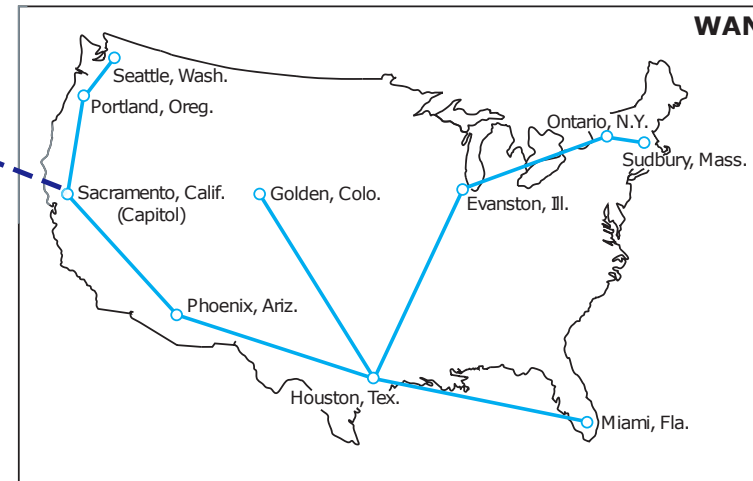 WAN
Seattle, Wash.
Portland, Oreg.
Ontario, N.Y.
Sudbury, Mass.
Sacramento, Calif.
(Capitol)
Golden, Colo.
Evanston, Ill.
Phoenix, Ariz.
Houston, Tex.
Miami, Fla.